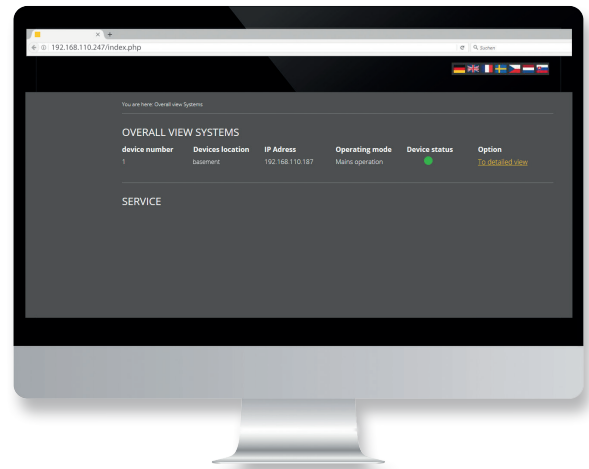 192.168.110.247/index.php
Suchen
You are here: Overall view Systems
OVERALL VIEW SYSTEMS
device number Devices location IP Adress Operating mode Device status Option
1 basement 192.168.110.187 Mains operation To detailed view
SERVICE